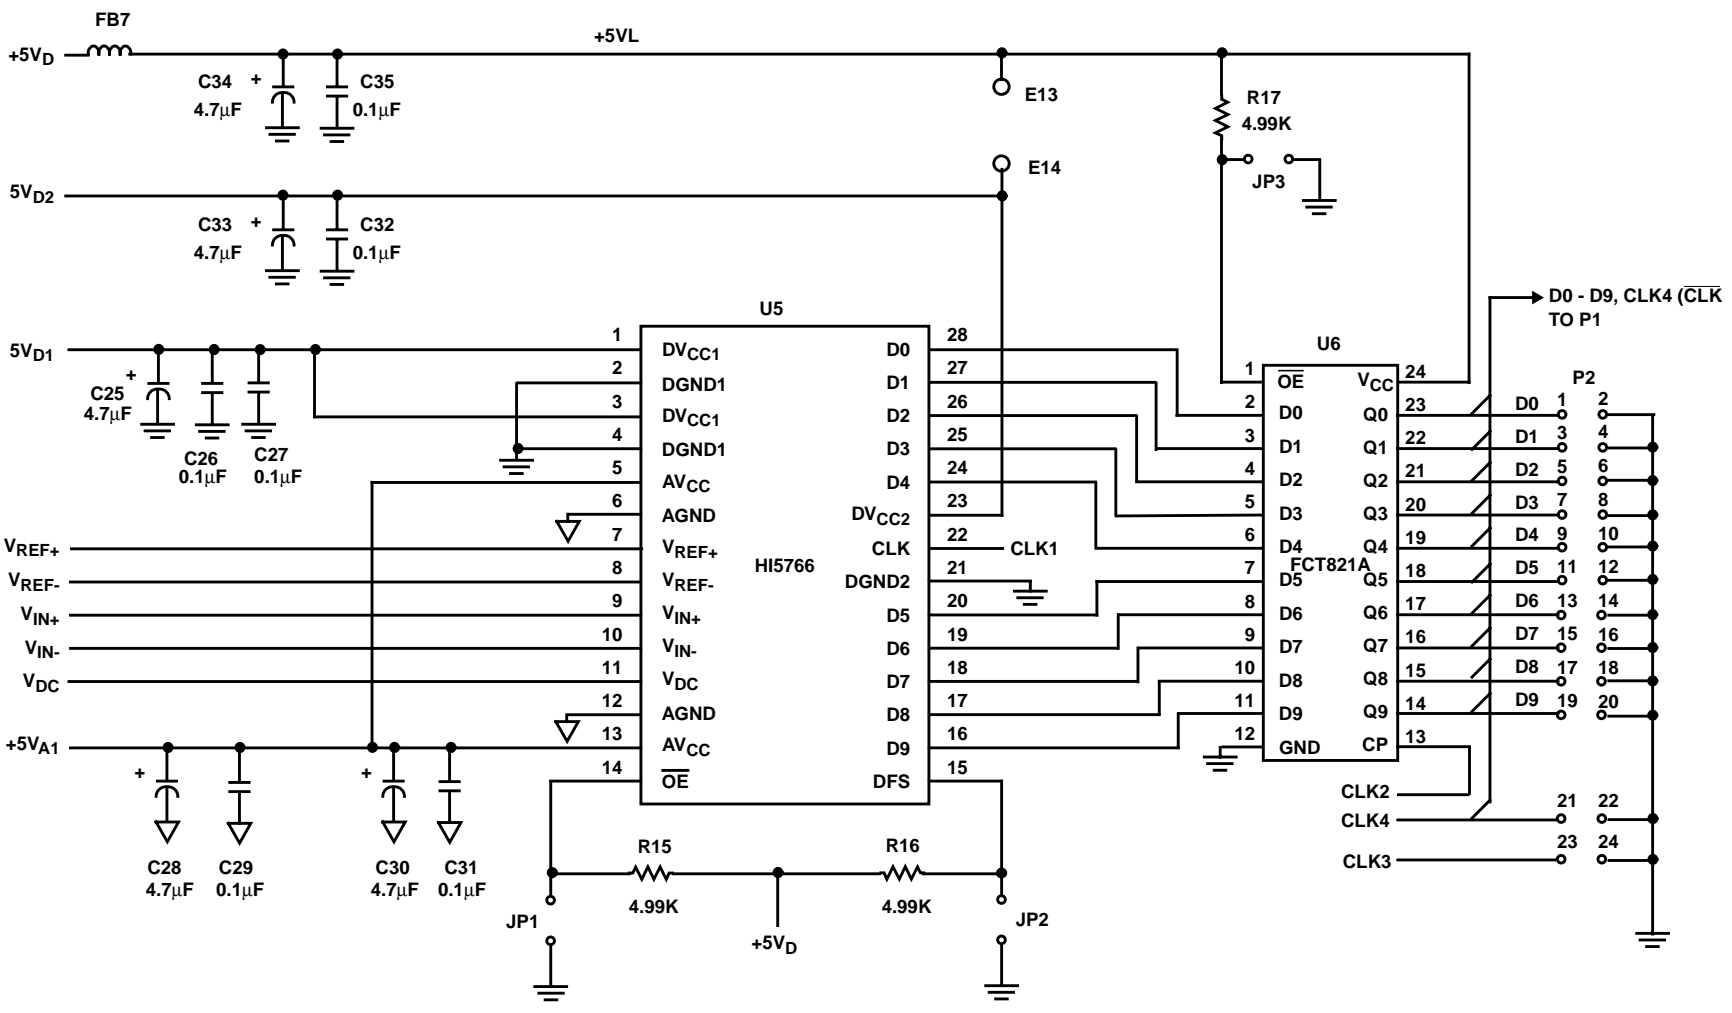 FB7
+5VD
+5VL
C34
+
4.7μF
C35
0.1μF
E13
R17
4.99K
E14
JP3
5VD2
C33
+
4.7μF
C32
0.1μF
D0 - D9, CLK4 (CLK
TO P1
U5
U6
5VD1
+
C25
4.7μF
C26
0.1μF
C27
0.1μF
1 DVCC1
2 DGND1
3 DVCC1
4 DGND1
5 AVCC
6 AGND
VREF+ 7 VREF+
VREF- 8 VREF-
VIN+ 9 VIN+
VIN- 10 VIN-
VDC 11 VDC
12 AGND
+5VA1 13 AVCC
14 OE
HI5766
D0 28
D1 27
D2 26
D3 25
D4 24
DVCC2 23
CLK 22 CLK1
DGND2 21
D5 20
D6 19
D7 18
D8 17
D9 16
DFS 15
1 OE
2 D0
3 D1
4 D2
5 D3
6 D4
7 D5
8 D6
9 D7
10 D8
11 D9
12 GND
FCT821A
VCC 24
Q0 23
Q1 22
Q2 21
Q3 20
Q4 19
Q5 18
Q6 17
Q7 16
Q8 15
Q9 14
CP 13
P2
D0 1 2
D1 3 4
D2 5 6
D3 7 8
D4 9 10
D5 11 12
D6 13 14
D7 15 16
D8 17 18
D9 19 20
CLK2
CLK4 21 22
CLK3 23 24
+
C28
4.7μF
C29
0.1μF
+
C30
4.7μF
C31
0.1μF
R15
4.99K
R16
4.99K
JP1
+5VD
JP2